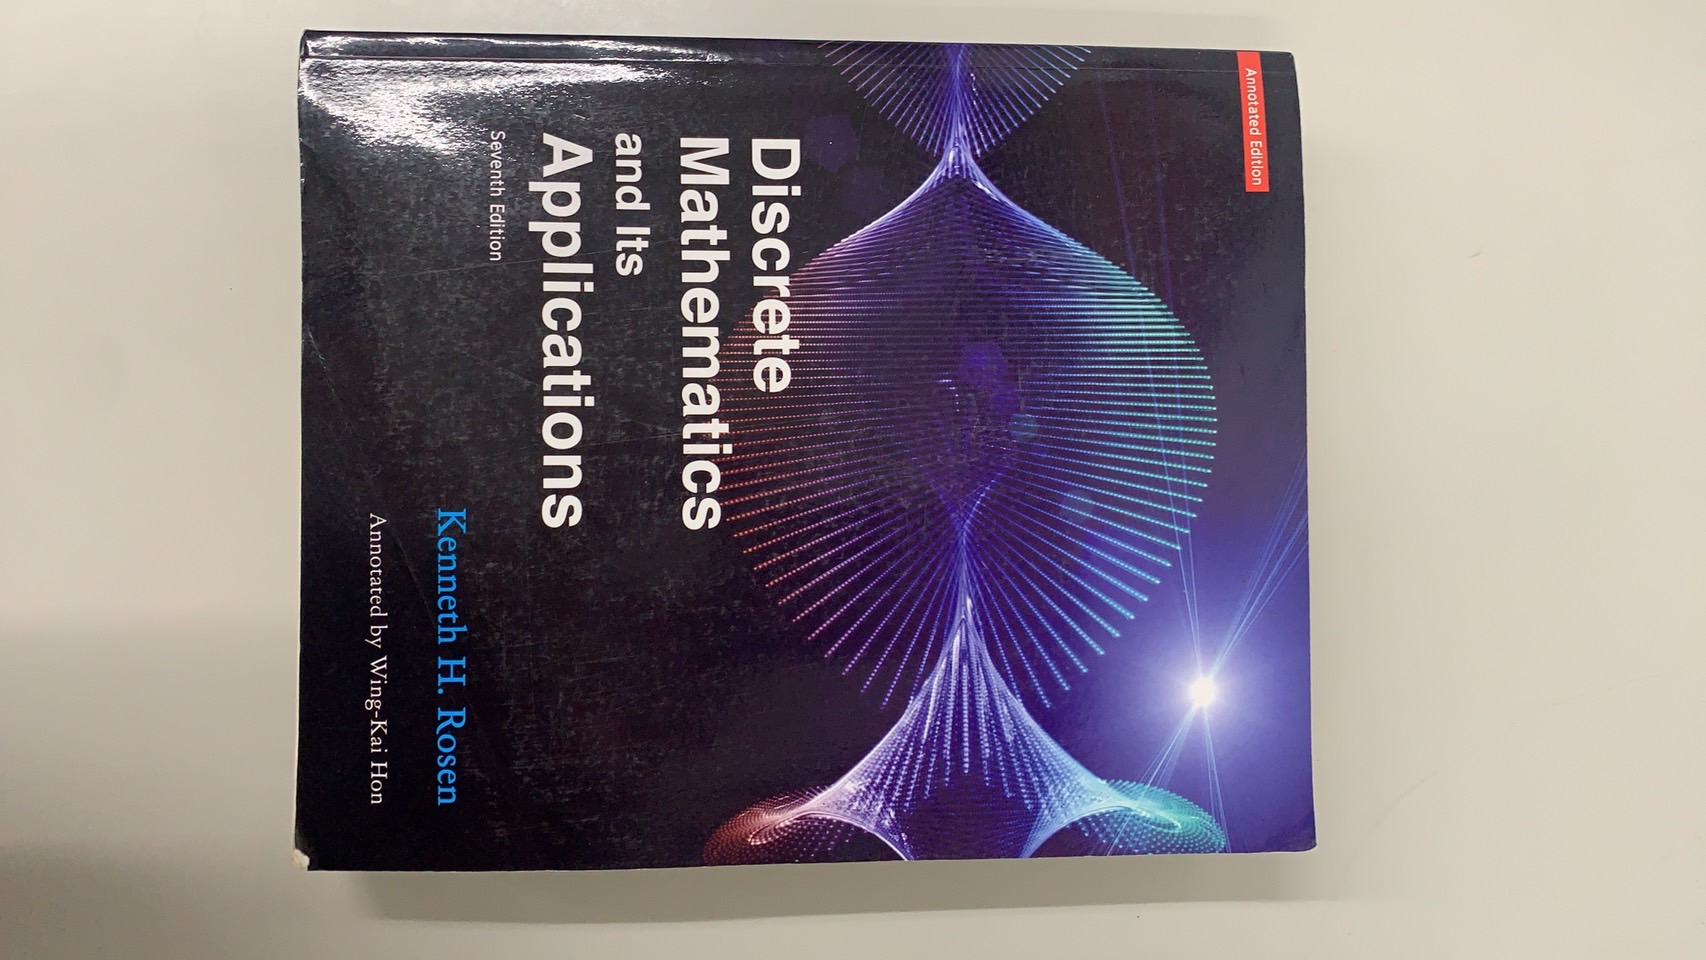 Annotated Edition
Discrete
Mathematics
and Its
Applications
Seventh Edition
Kenneth H. Rosen
Annotated by Wing-Kai Hon